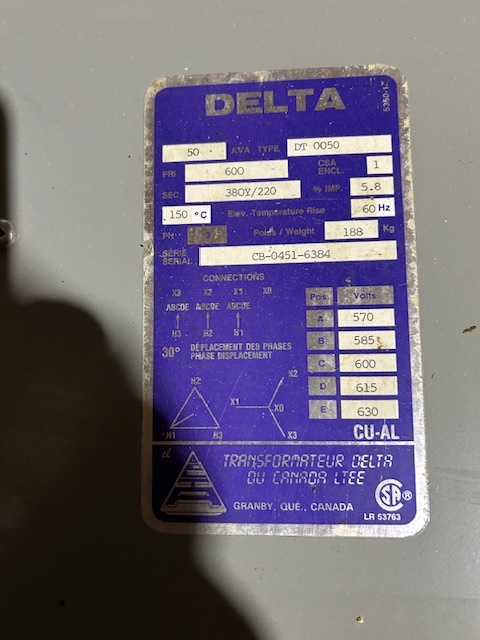 DELTA
5350-1
50 KVA TYPE DT 0050
PRI 600 CSA ENCL. 1
SEC 380Y/220 % IMP. 5.8
150 °C Elev.-Temperature Rise 60 Hz
PH Poids / Weight 188 Kg
SÉRIE SERIAL CB-0451-6384
CONNECTIONS
X3 X2 X1 X0
ABCDE ABCDE ABCDE
H3 H2 H1
30° DÉPLACEMENT DES PHASES
PHASE DISPLACEMENT
Pos. Volts
A 570
B 585
C 600
D 615
E 630
H2 X2
X1 X0
H1 H3 X3
CU-AL
TRANSFORMATEUR DELTA
DU CANADA LTEE
GRANBY, QUÉ., CANADA
SA ®
LR 53763